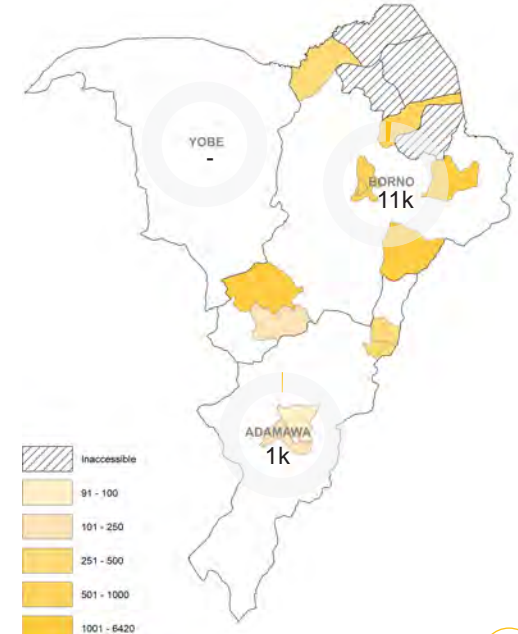 YOBE
-
BORNO
11k
ADAMAWA
1k
Inaccessible
91 - 100
101 - 250
251 - 500
501 - 1000
1001 - 6420